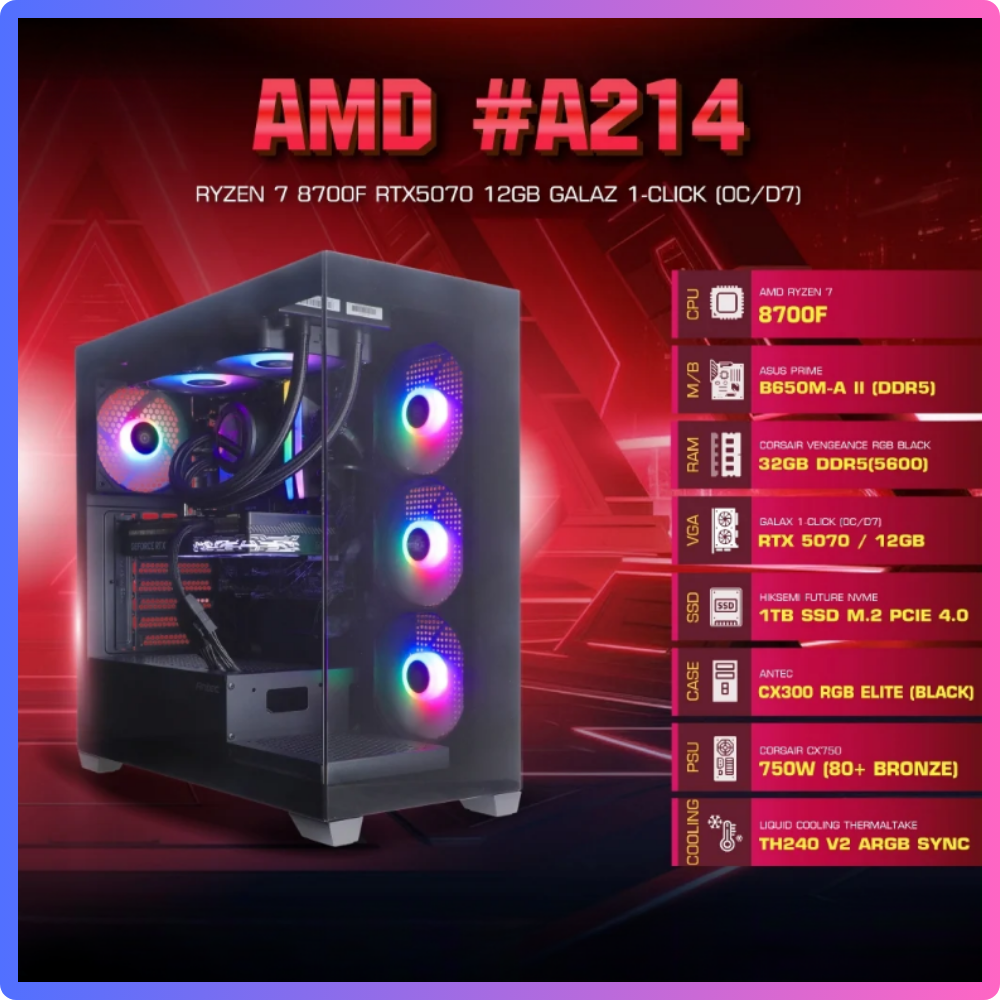 AMD #A214
RYZEN 7 8700F RTX5070 12GB GALAZ 1-CLICK (OC/D7)
CPU
AMD RYZEN 7
8700F
M/B
ASUS PRIME
B650M-A II (DDR5)
RAM
CORSAIR VENGEANCE RGB BLACK
32GB DDR5(5600)
VGA
GALAX 1-CLICK (OC/D7)
RTX 5070 / 12GB
SSD
SSD
HIKSEMI FUTURE NVME
1TB SSD M.2 PCIE 4.0
CASE
ANTEC
CX300 RGB ELITE (BLACK)
PSU
CORSAIR CX750
750W (80+ BRONZE)
COOLING
LIQUID COOLING THERMALTAKE
TH240 V2 ARGB SYNC
GEFORCE RTX